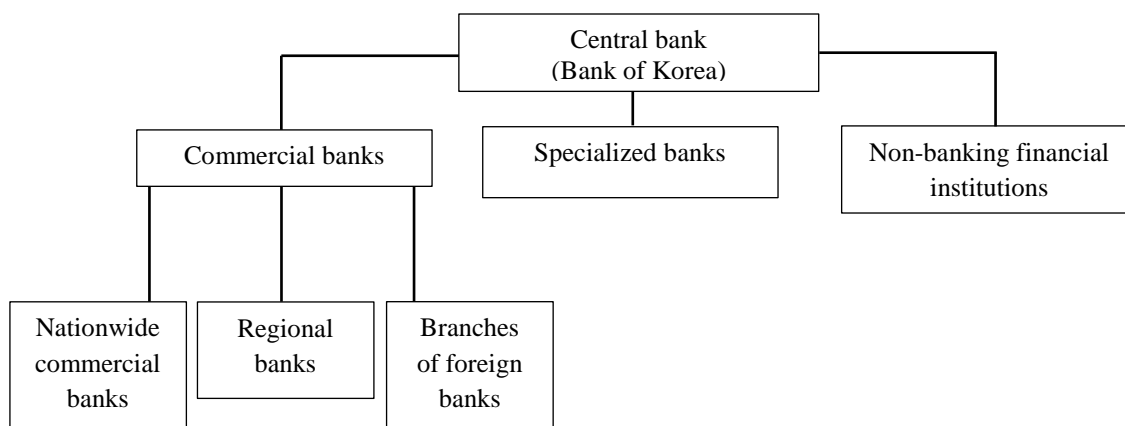 Central bank
(Bank of Korea)
Commercial banks
Specialized banks
Non-banking financial
institutions
Nationwide
commercial
banks
Regional
banks
Branches
of foreign
banks